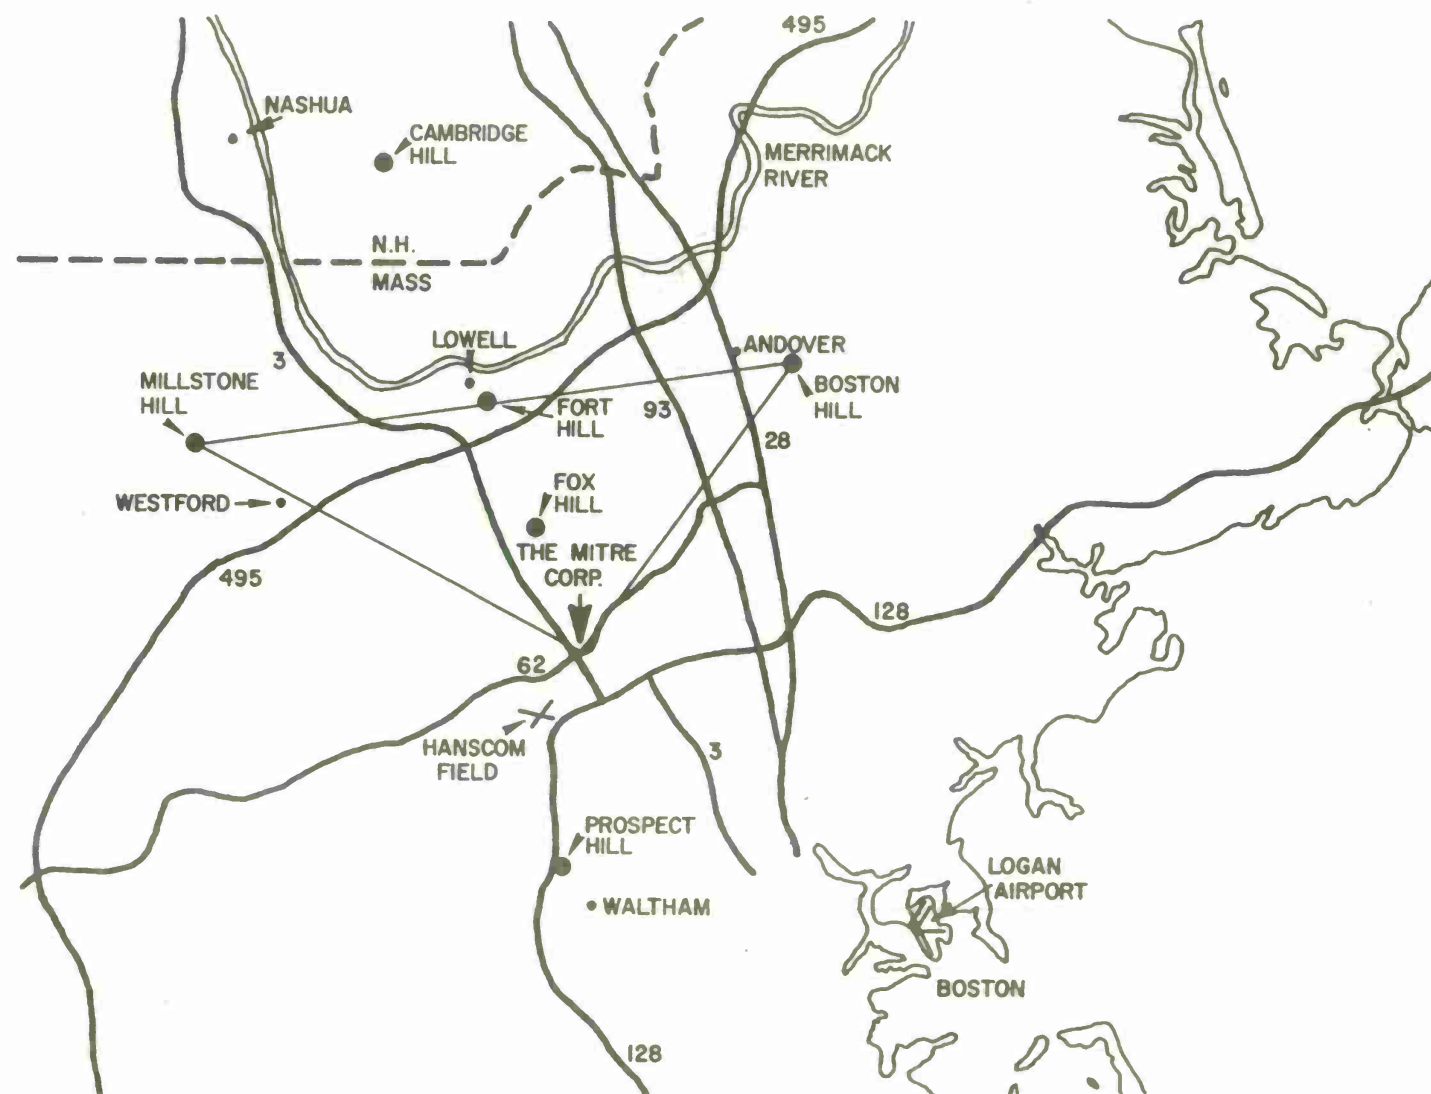 495
NASHUA
CAMBRIDGE
HILL
MERRIMACK
RIVER
N.H.
MASS
LOWELL
3
ANDOVER
MILLSTONE
HILL
BOSTON
HILL
FORT
HILL
93
28
WESTFORD
FOX
HILL
THE MITRE
CORP.
495
128
62
HANSCOM
FIELD
3
PROSPECT
HILL
LOGAN
AIRPORT
WALTHAM
BOSTON
128